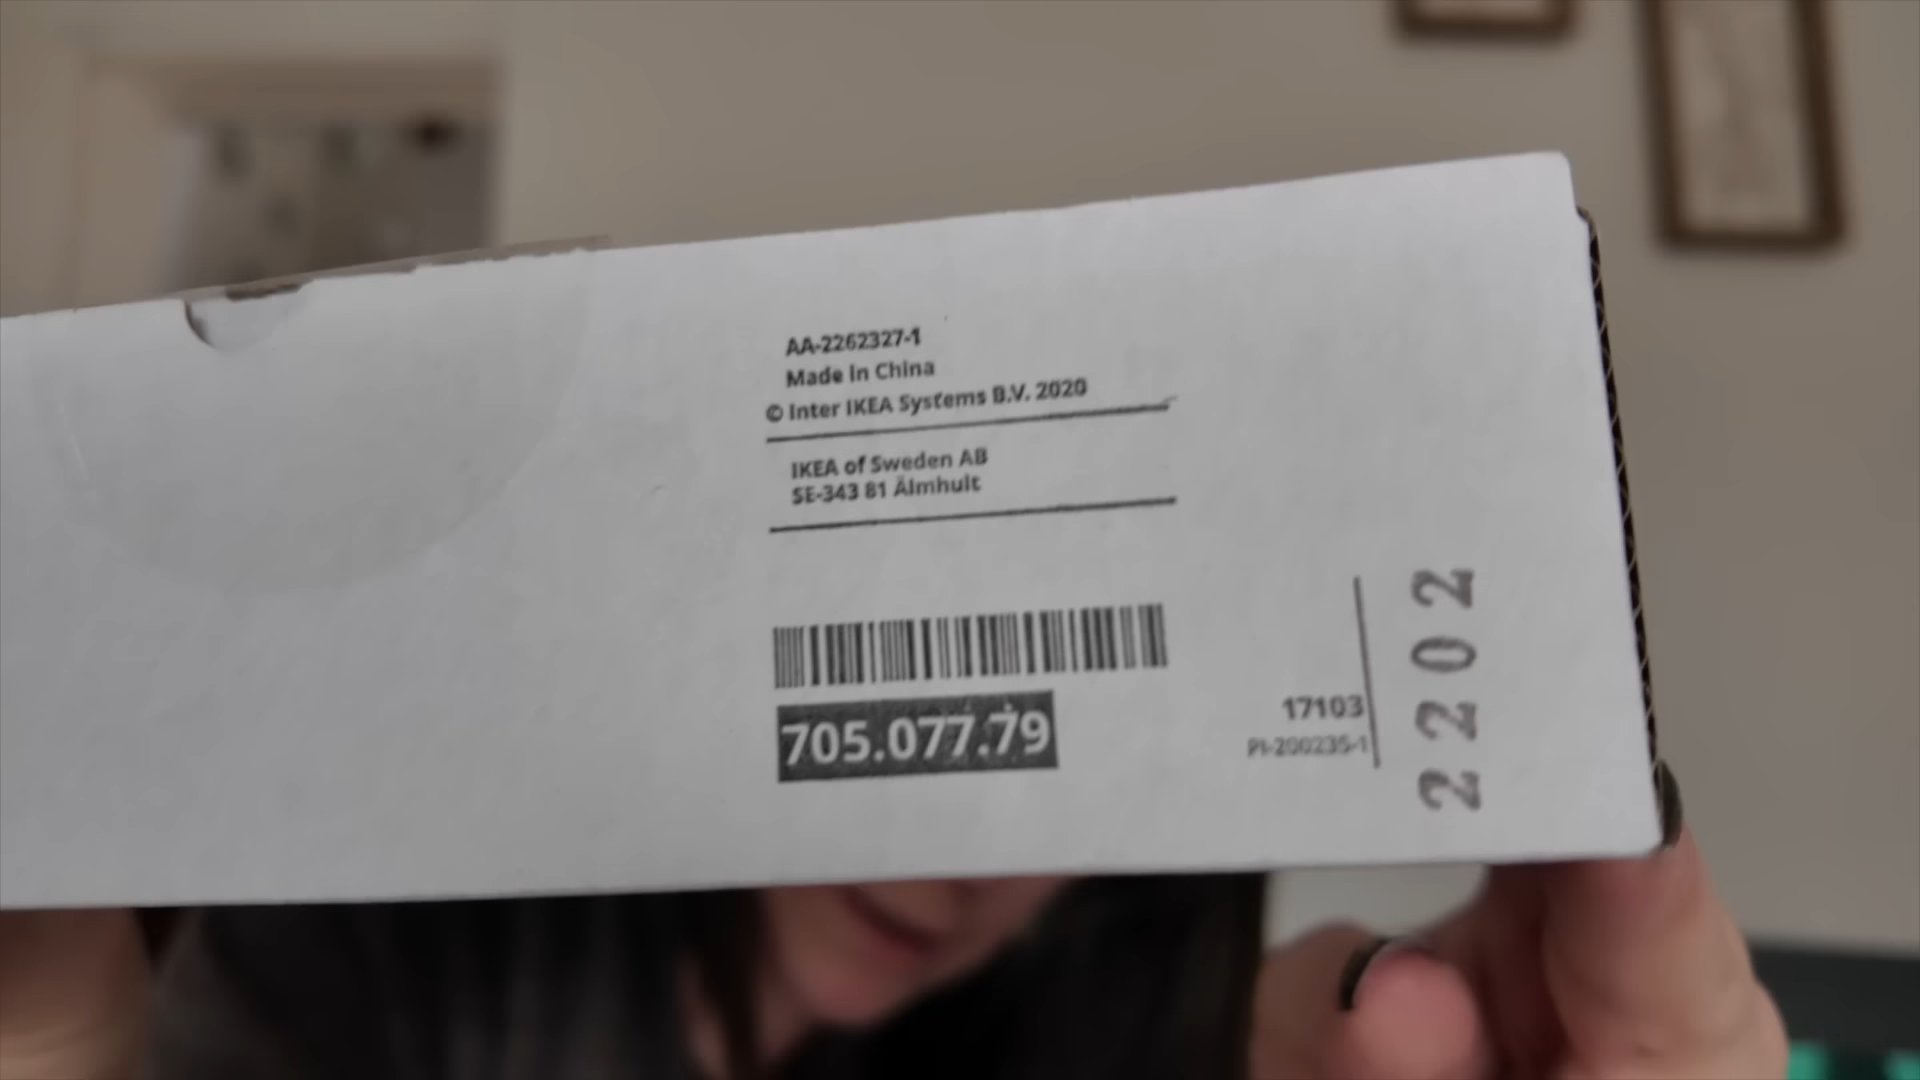 AA-2262327-1
Made in China
© Inter IKEA Systems B.V. 2020
IKEA of Sweden AB
SE-343 81 Älmhult
705.077.79
17103
PI-200235-1
2202